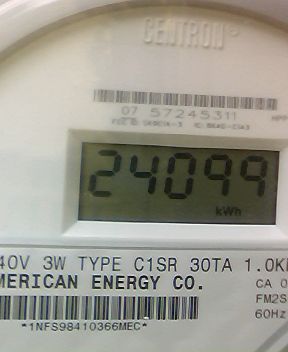 CENTRON®
07 57245311
24099
kWh
40V 3W TYPE C1SR 30TA 1.0K
MERICAN ENERGY CO.
CA 0
FM2S
60Hz
*1NFS98410366MEC*